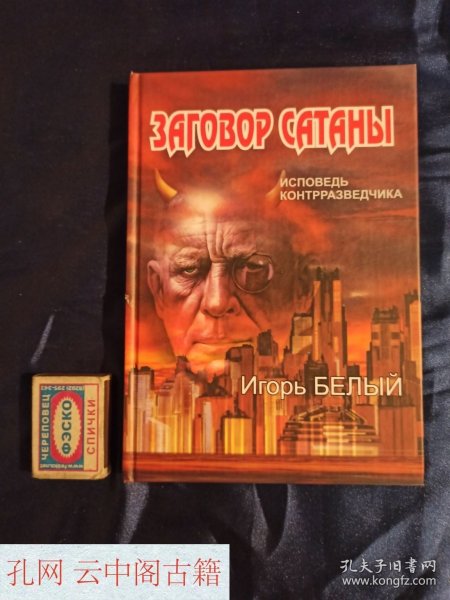 ЗАГОВОР САТАНЫ
ИСПОВЕДЬ
КОНТРРАЗВЕДЧИКА
Игорь БЕЛЫЙ
ЧЕРЕПОВЕЦ
ФЭСКО
СПИЧКИ
孔网 云中阁古籍
孔夫子旧书网
www.kongfz.com